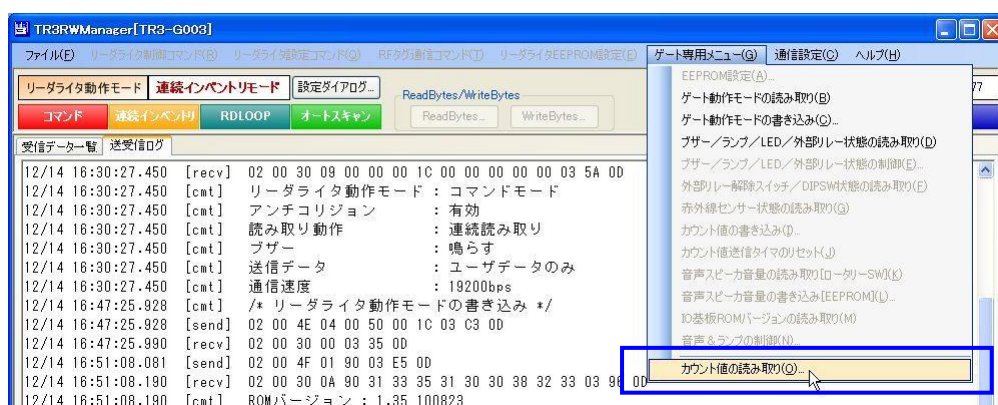 TR3RWManager[TR3-G003]
ファイル(F) リーダライタ制御コマンド(R) リーダライタ設定コマンド(Q) RFタグ通信コマンド(T) リーダライタEEPROM設定(E) ゲート専用メニュー(G) 通信設定(C) ヘルプ(H)
リーダライタ動作モード 連続インベントリモード 設定ダイアログ... ReadBytes/WriteBytes
コマンド 連続インベントリ RDLOOP オートスキャン ReadBytes... WriteBytes...
受信データ一覧 送受信ログ
12/14 16:30:27.450 [recv] 02 00 30 09 00 00 00 1C 00 00 00 00 00 03 5A 0D
12/14 16:30:27.450 [cmt] リーダライタ動作モード : コマンドモード
12/14 16:30:27.450 [cmt] アンチコリジョン : 有効
12/14 16:30:27.450 [cmt] 読み取り動作 : 連続読み取り
12/14 16:30:27.450 [cmt] ブザー : 鳴らす
12/14 16:30:27.450 [cmt] 送信データ : ユーザデータのみ
12/14 16:30:27.450 [cmt] 通信速度 : 19200bps
12/14 16:47:25.928 [cmt] /* リーダライタ動作モードの書き込み */
12/14 16:47:25.928 [send] 02 00 4E 04 00 50 00 1C 03 C3 0D
12/14 16:47:25.990 [recv] 02 00 30 00 03 35 0D
12/14 16:51:08.081 [send] 02 00 4F 01 90 03 E5 0D
12/14 16:51:08.190 [recv] 02 00 30 0A 90 31 33 35 31 30 30 38 32 33 03 96 0D
12/14 16:51:08.190 [cmt] ROMバージョン : 1.35 100823
EEPROM設定(A)...
ゲート動作モードの読み取り(B)
ゲート動作モードの書き込み(C)...
ブザー/ランプ/LED/外部リレー状態の読み取り(D)
ブザー/ランプ/LED/外部リレー状態の制御(E)...
外部リレー解除スイッチ/DIPSW状態の読み取り(F)
赤外線センサー状態の読み取り(G)
カウント値の書き込み(I)...
カウント値送信タイマのリセット(J)
音声スピーカ音量の読み取り[ロータリーSW](K)
音声スピーカ音量の書き込み[EEPROM](L)...
IO基板ROMバージョンの読み取り(M)
音声&ランプの制御(N)...
カウント値の読み取り(O)...